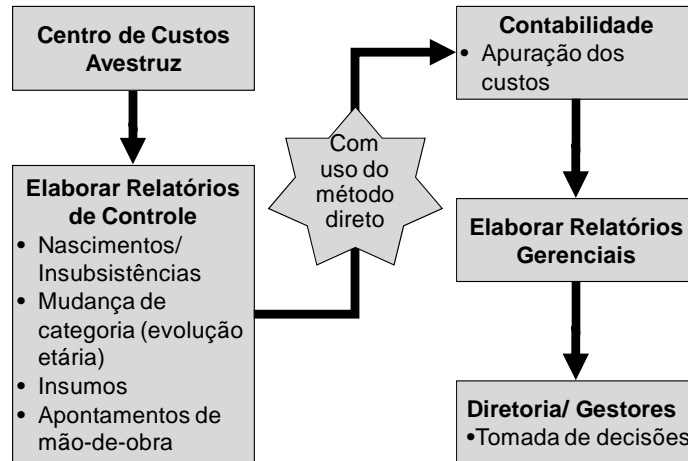 Centro de Custos
Avestruz
Elaborar Relatórios
de Controle
• Nascimentos/
Insubsistências
• Mudança de
categoria (evolução
etária)
• Insumos
• Apontamentos de
mão-de-obra
Com
uso do
método
direto
Contabilidade
• Apuração dos
custos
Elaborar Relatórios
Gerenciais
Diretoria/ Gestores
•Tomada de decisões